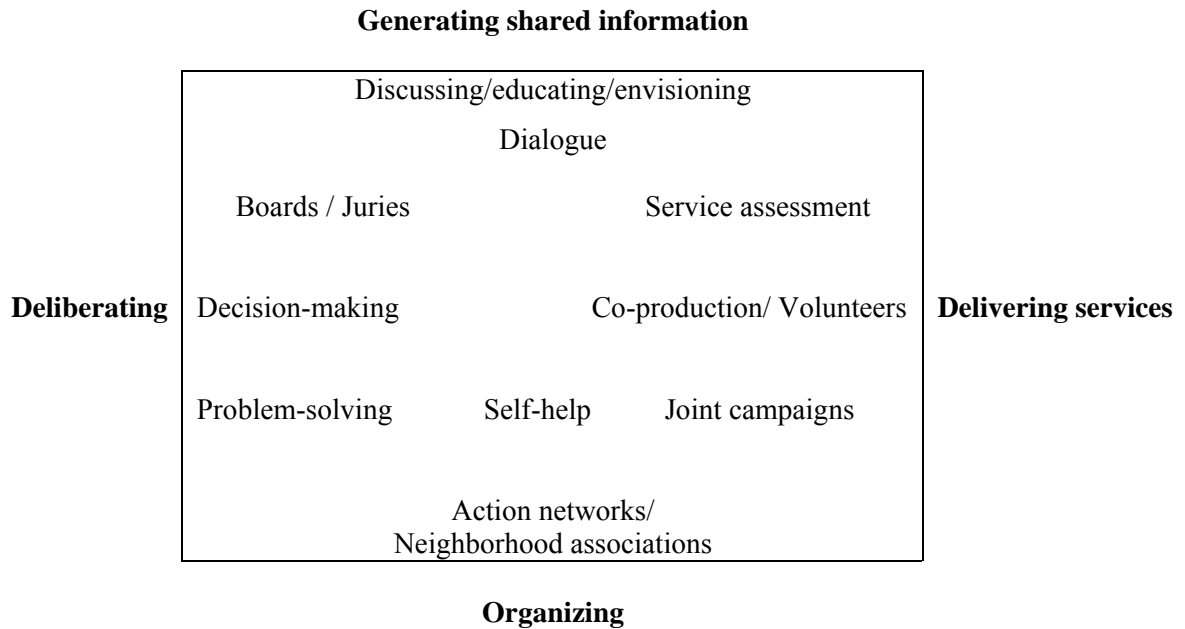 Generating shared information
Discussing/educating/envisioning
Dialogue
Boards / Juries Service assessment
Deliberating Decision-making Co-production/ Volunteers Delivering services
Problem-solving Self-help Joint campaigns
Action networks/
Neighborhood associations
Organizing